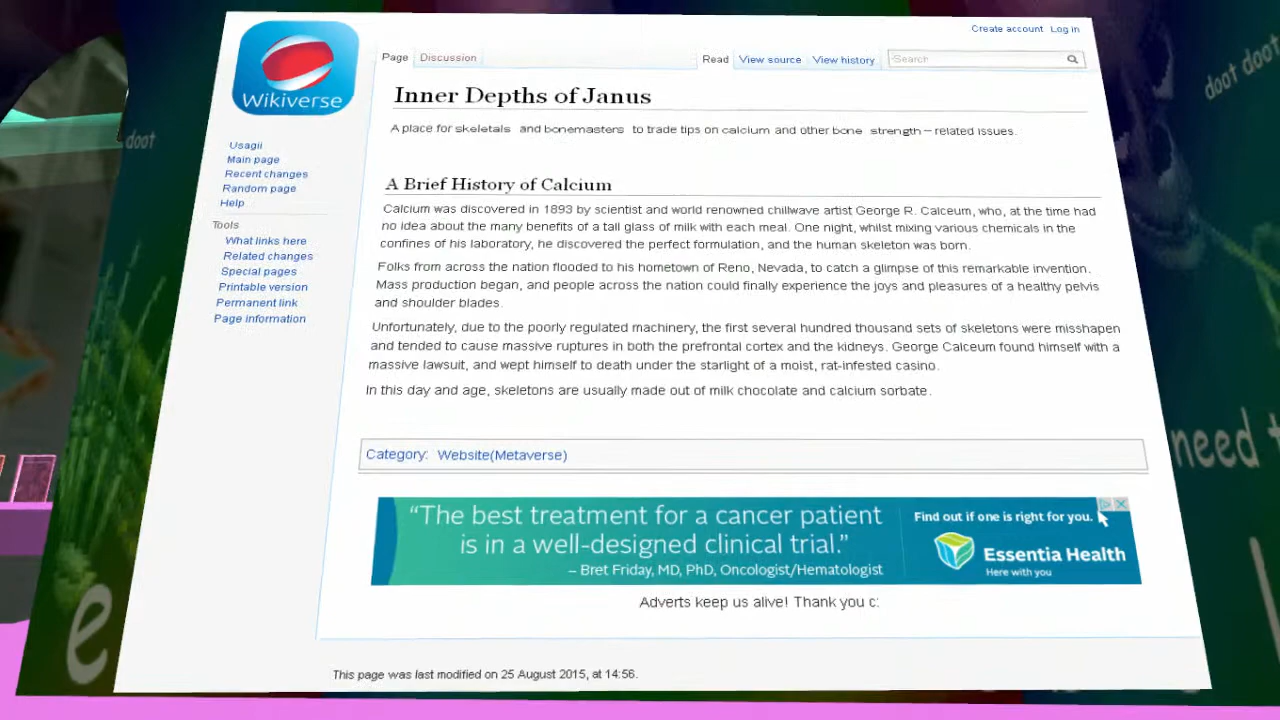 Create account Log in
Page Discussion Read View source View history Search
Wikiverse
Inner Depths of Janus
A place for skeletals and bonemasters to trade tips on calcium and other bone strength – related issues.
Usagii
Main page
Recent changes
Random page
Help
Tools
What links here
Related changes
Special pages
Printable version
Permanent link
Page information
A Brief History of Calcium
Calcium was discovered in 1893 by scientist and world renowned chillwave artist George R. Calceum, who, at the time had
no idea about the many benefits of a tall glass of milk with each meal. One night, whilst mixing various chemicals in the
confines of his laboratory, he discovered the perfect formulation, and the human skeleton was born.
Folks from across the nation flooded to his hometown of Reno, Nevada, to catch a glimpse of this remarkable invention.
Mass production began, and people across the nation could finally experience the joys and pleasures of a healthy pelvis
and shoulder blades.
Unfortunately, due to the poorly regulated machinery, the first several hundred thousand sets of skeletons were misshapen
and tended to cause massive ruptures in both the prefrontal cortex and the kidneys. George Calceum found himself with a
massive lawsuit, and wept himself to death under the starlight of a moist, rat-infested casino.
In this day and age, skeletons are usually made out of milk chocolate and calcium sorbate.
Category: Website(Metaverse)
“The best treatment for a cancer patient
is in a well-designed clinical trial.”
– Bret Friday, MD, PhD, Oncologist/Hematologist
Find out if one is right for you.
Essentia Health
Here with you
Adverts keep us alive! Thank you c:
This page was last modified on 25 August 2015, at 14:56.
doot
doot doot
need